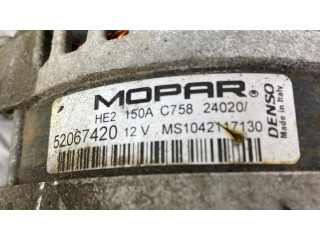 MOPAR®
HE2 150A C758 24020/
52067420 12 V MS1042117130
DENSO
Made in Italy